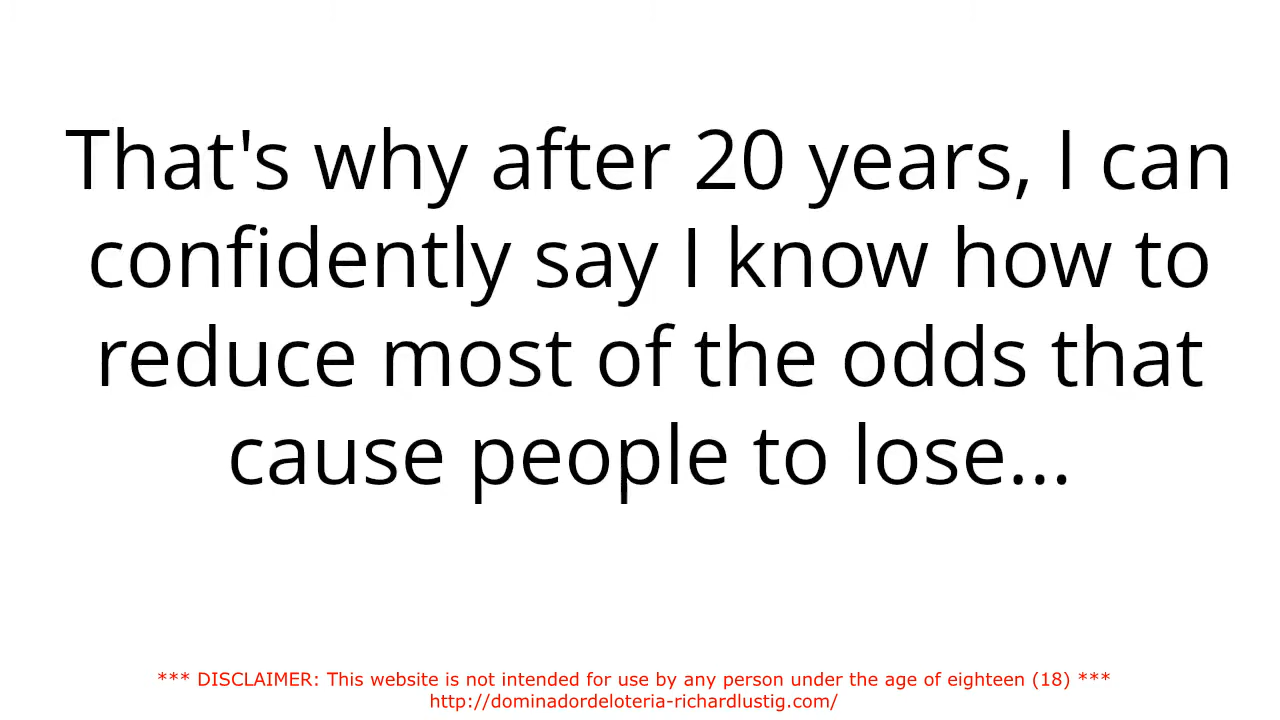 That's why after 20 years, I can
confidently say I know how to
reduce most of the odds that
cause people to lose...
*** DISCLAIMER: This website is not intended for use by any person under the age of eighteen (18) ***
http://dominadordeloteria-richardlustig.com/